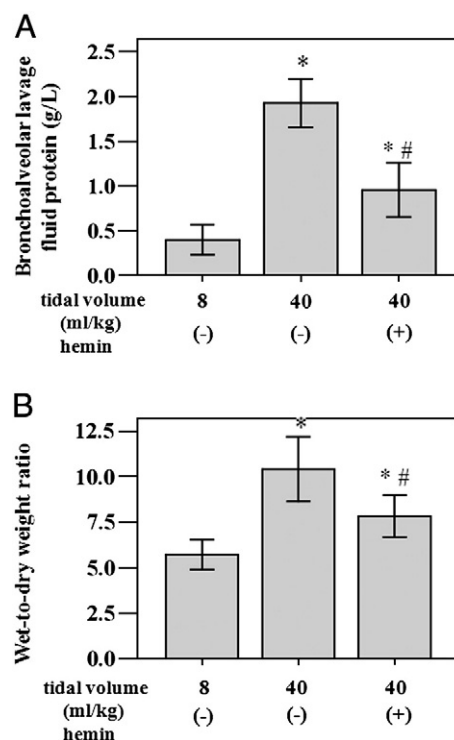 A
Bronchoalveolar lavage
fluid protein (g/L)
2.5
2.0
1.5
1.0
0.5
0.0
*
* #
tidal volume 8 40 40
(ml/kg)
hemin (-) (-) (+)
B
Wet-to-dry weight ratio
12.5
10.0
7.5
5.0
2.5
0.0
*
* #
tidal volume 8 40 40
(ml/kg)
hemin (-) (-) (+)